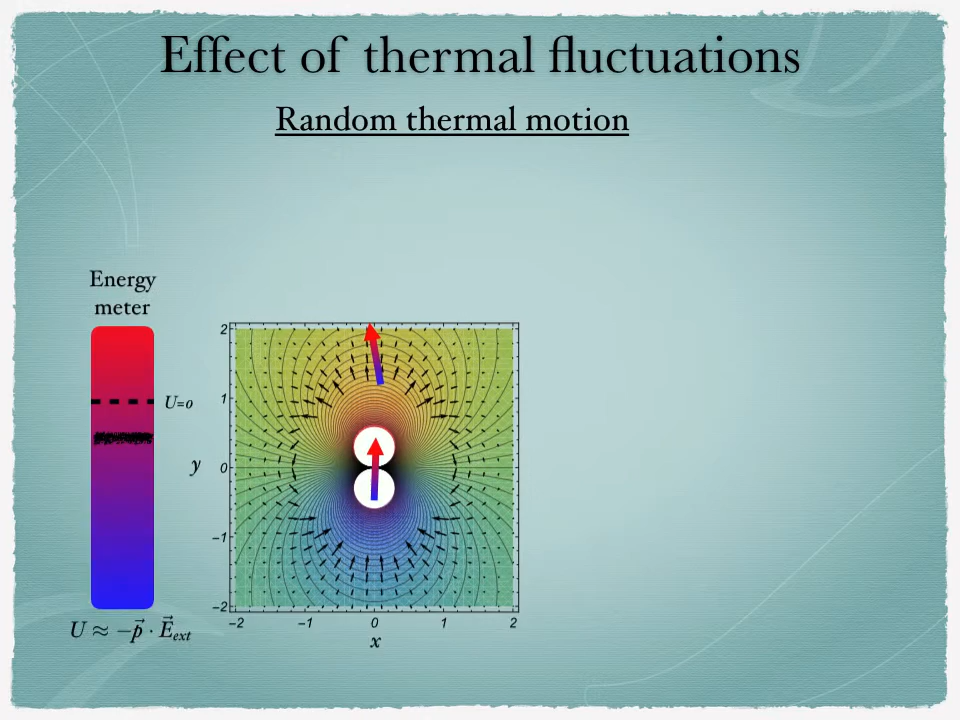 Effect of thermal fluctuations
Random thermal motion
Energy
meter
U=0
U ≈ −p⃗ · E⃗ext
2
1
y 0
−1
−2
−2 −1 0 1 2
x